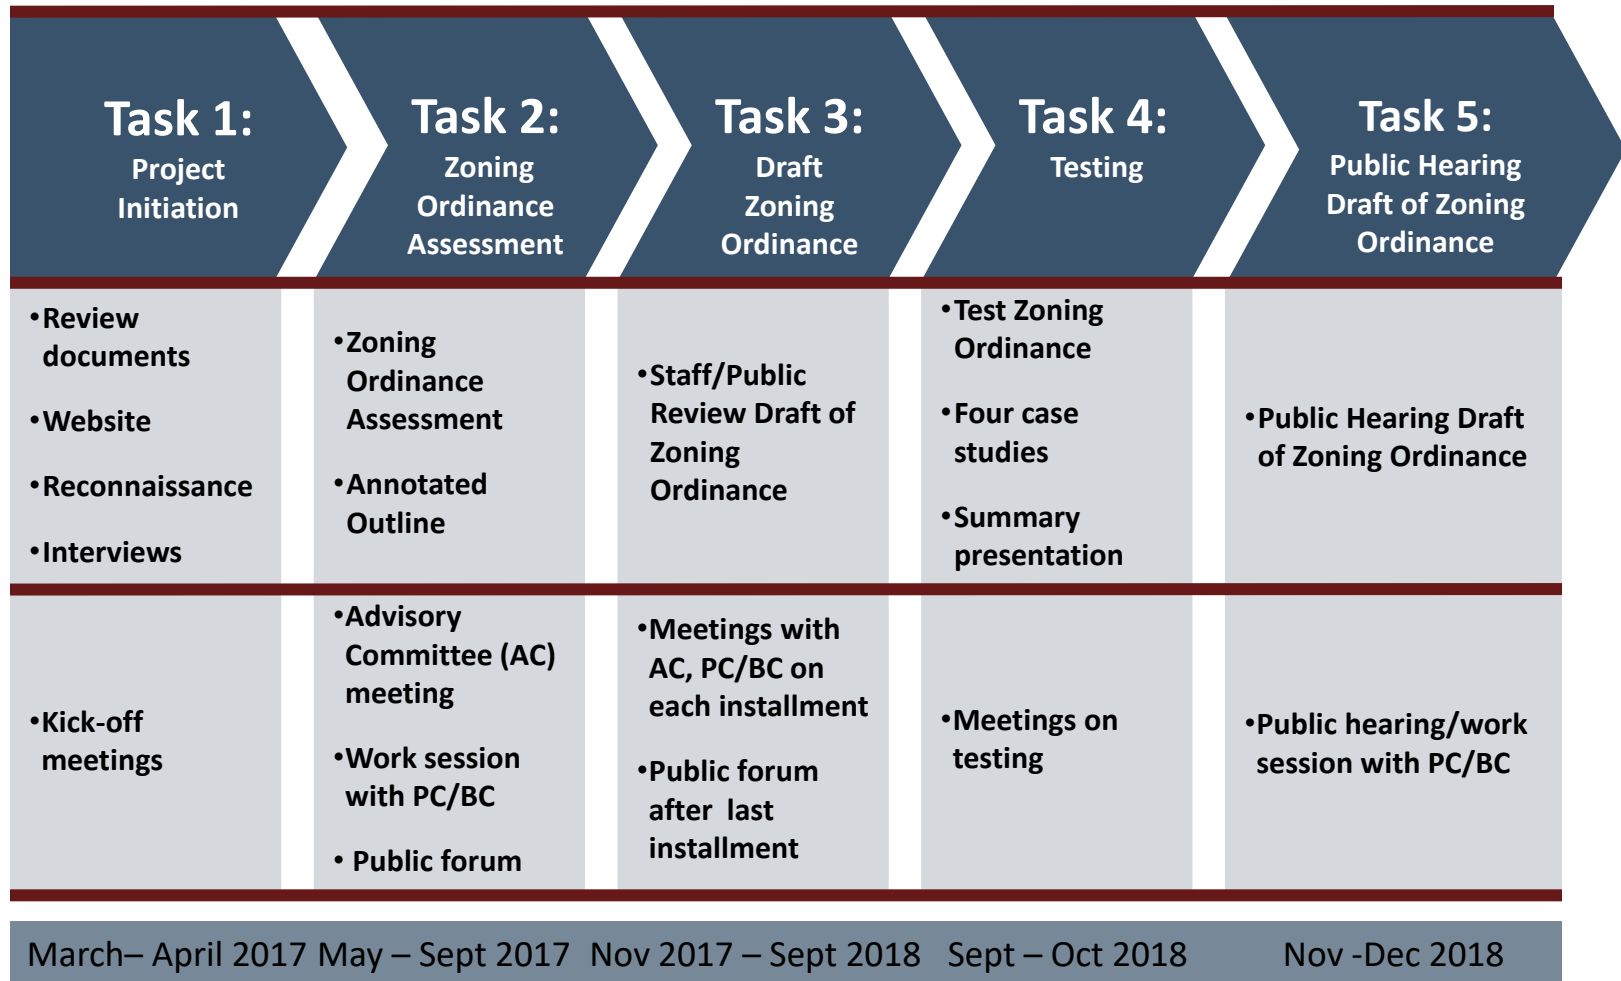 Task 1:
Project
Initiation
Task 2:
Zoning
Ordinance
Assessment
Task 3:
Draft
Zoning
Ordinance
Task 4:
Testing
Task 5:
Public Hearing
Draft of Zoning
Ordinance
•Review
documents
•Website
•Reconnaissance
•Interviews
•Zoning
Ordinance
Assessment
•Annotated
Outline
•Staff/Public
Review Draft of
Zoning
Ordinance
•Test Zoning
Ordinance
•Four case
studies
•Summary
presentation
•Public Hearing Draft
of Zoning Ordinance
•Kick-off
meetings
•Advisory
Committee (AC)
meeting
•Work session
with PC/BC
• Public forum
•Meetings with
AC, PC/BC on
each installment
•Public forum
after last
installment
•Meetings on
testing
•Public hearing/work
session with PC/BC
March– April 2017
May – Sept 2017
Nov 2017 – Sept 2018
Sept – Oct 2018
Nov -Dec 2018